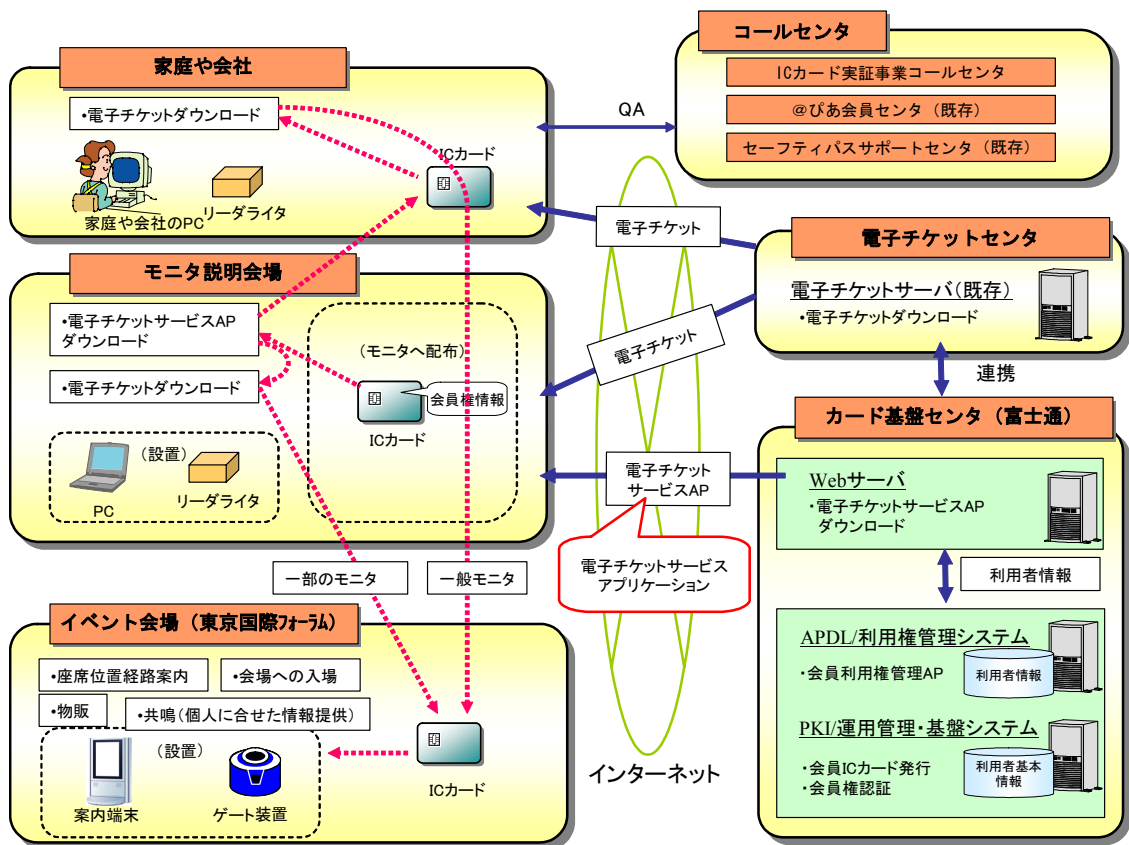 家庭や会社
・電子チケットダウンロード
ICカード
リーダライタ
家庭や会社のPC
コールセンタ
ICカード実証事業コールセンタ
@ぴあ会員センタ(既存)
セーフティパスサポートセンタ(既存)
QA
電子チケット
電子チケットセンタ
電子チケットサーバ(既存)
・電子チケットダウンロード
モニタ説明会場
・電子チケットサービスAP
ダウンロード
・電子チケットダウンロード
(モニタへ配布)
会員権情報
ICカード
(設置)
リーダライタ
PC
電子チケット
連携
カード基盤センタ(富士通)
Webサーバ
・電子チケットサービスAP
ダウンロード
電子チケット
サービスAP
電子チケットサービス
アプリケーション
利用者情報
APDL/利用権管理システム
・会員利用権管理AP
利用者情報
PKI/運用管理・基盤システム
・会員ICカード発行
・会員権認証
利用者基本
情報
一部のモニタ
一般モニタ
イベント会場(東京国際フォーラム)
・座席位置経路案内
・会場への入場
・物販
・共鳴(個人に合せた情報提供)
(設置)
案内端末
ゲート装置
ICカード
インターネット